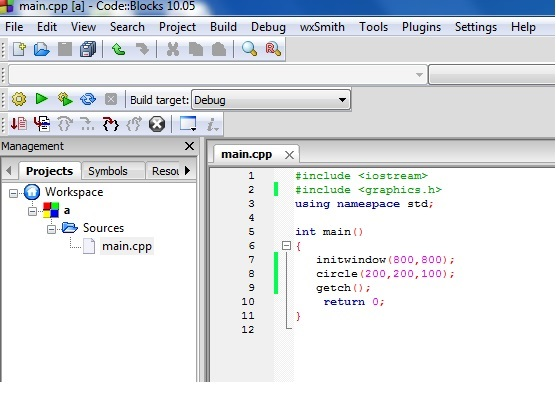 main.cpp [a] - Code::Blocks 10.05
File Edit View Search Project Build Debug wxSmith Tools Plugins Settings Help
Build target: Debug
Management
Projects Symbols Resou
main.cpp
Workspace
a
Sources
main.cpp
1 #include <iostream>
2 #include <graphics.h>
3 using namespace std;
4
5 int main()
6 {
7 initwindow(800,800);
8 circle(200,200,100);
9 getch();
10 return 0;
11 }
12